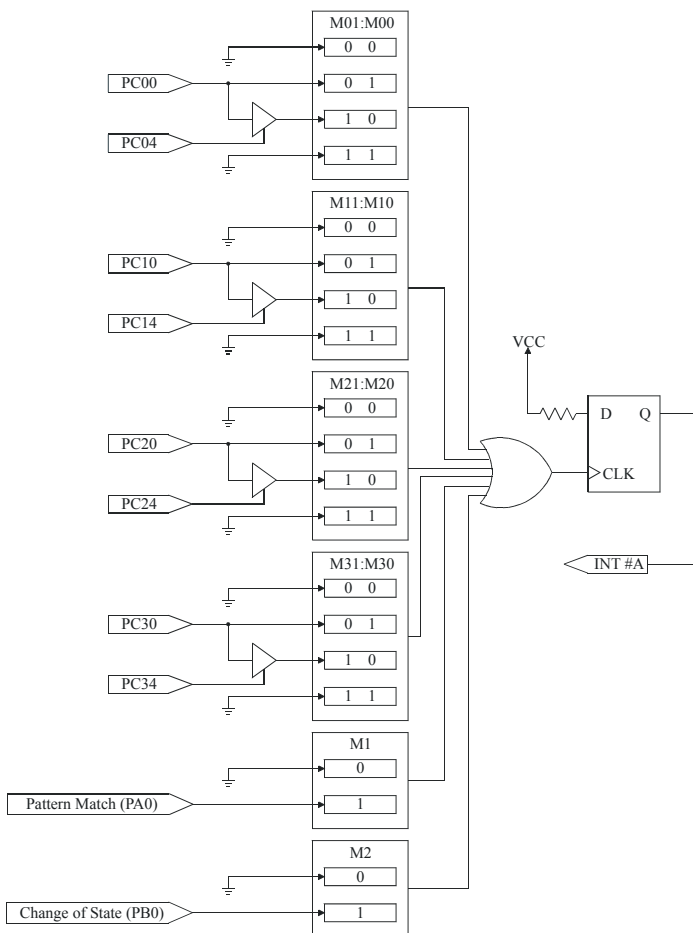 M01:M00
0 0
PC00
0 1
1 0
PC04
1 1
M11:M10
0 0
PC10
0 1
1 0
PC14
1 1
VCC
M21:M20
0 0
D Q
PC20
0 1
CLK
1 0
PC24
1 1
M31:M30
INT #A
0 0
PC30
0 1
1 0
PC34
1 1
M1
0
Pattern Match (PA0)
1
M2
0
Change of State (PB0)
1